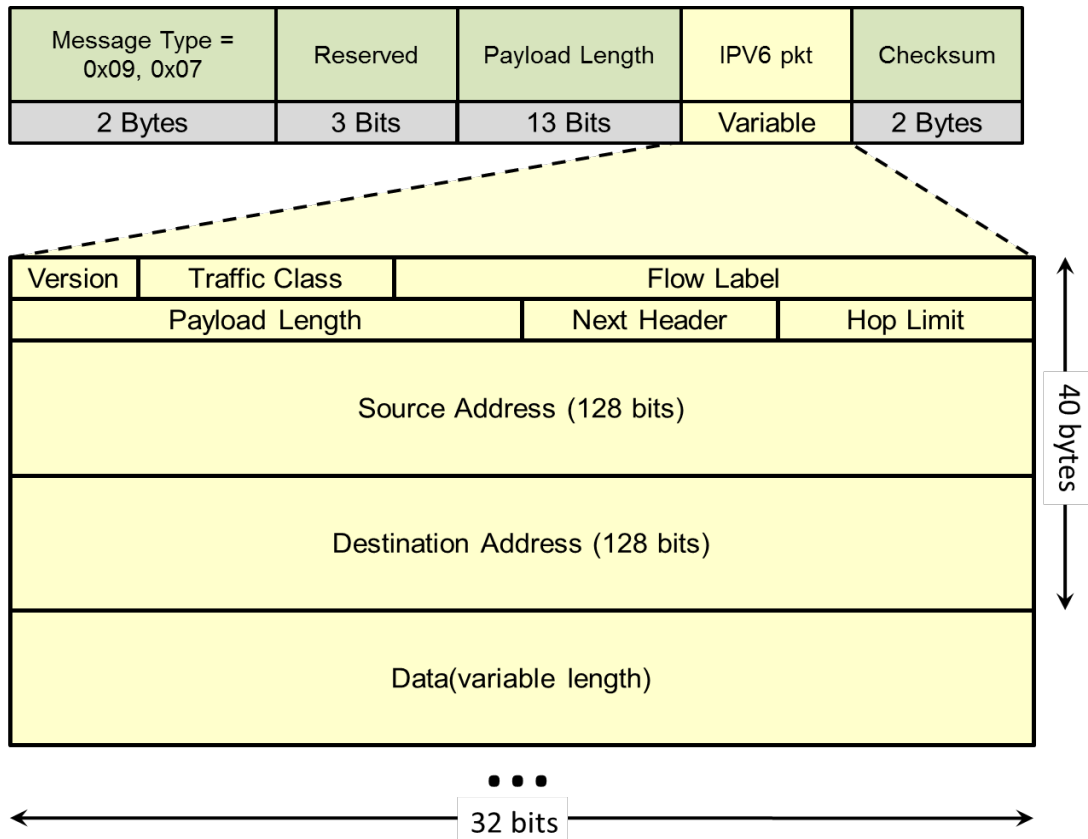 Message Type =
0x09, 0x07
Reserved
Payload Length
IPV6 pkt
Checksum
2 Bytes
3 Bits
13 Bits
Variable
2 Bytes
Version
Traffic Class
Flow Label
Payload Length
Next Header
Hop Limit
Source Address (128 bits)
40 bytes
Destination Address (128 bits)
Data(variable length)
...
32 bits